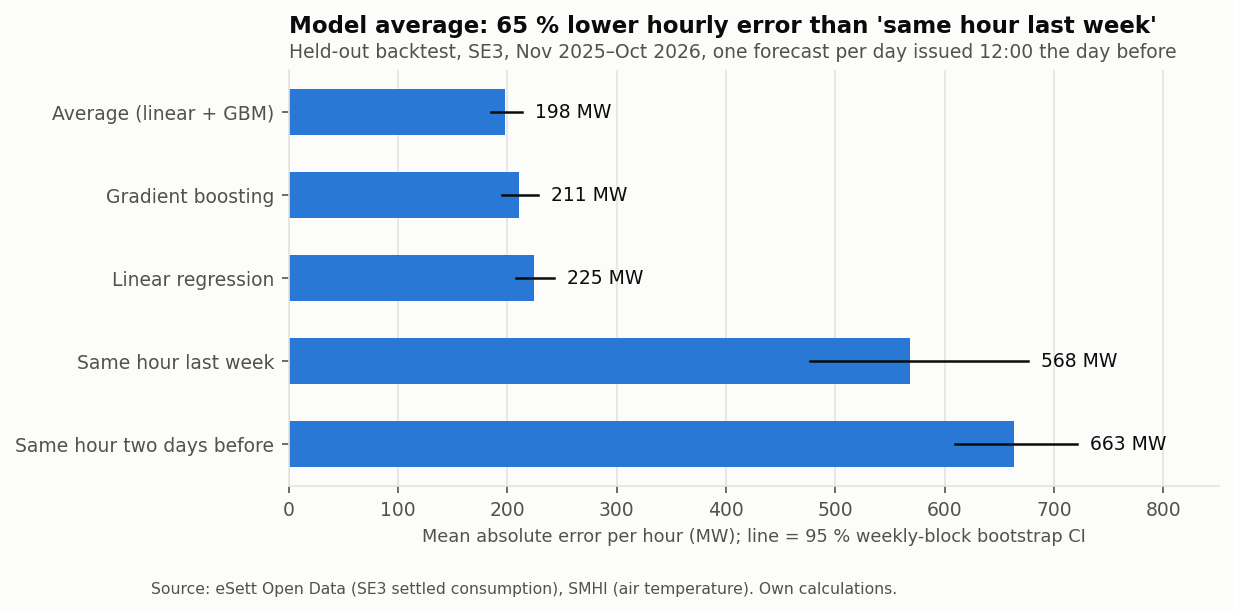 Model average: 65 % lower hourly error than 'same hour last week'
Held-out backtest, SE3, Nov 2025–Oct 2026, one forecast per day issued 12:00 the day before
Average (linear + GBM)
198 MW
Gradient boosting
211 MW
Linear regression
225 MW
Same hour last week
568 MW
Same hour two days before
663 MW
0 100 200 300 400 500 600 700 800
Mean absolute error per hour (MW); line = 95 % weekly-block bootstrap CI
Source: eSett Open Data (SE3 settled consumption), SMHI (air temperature). Own calculations.